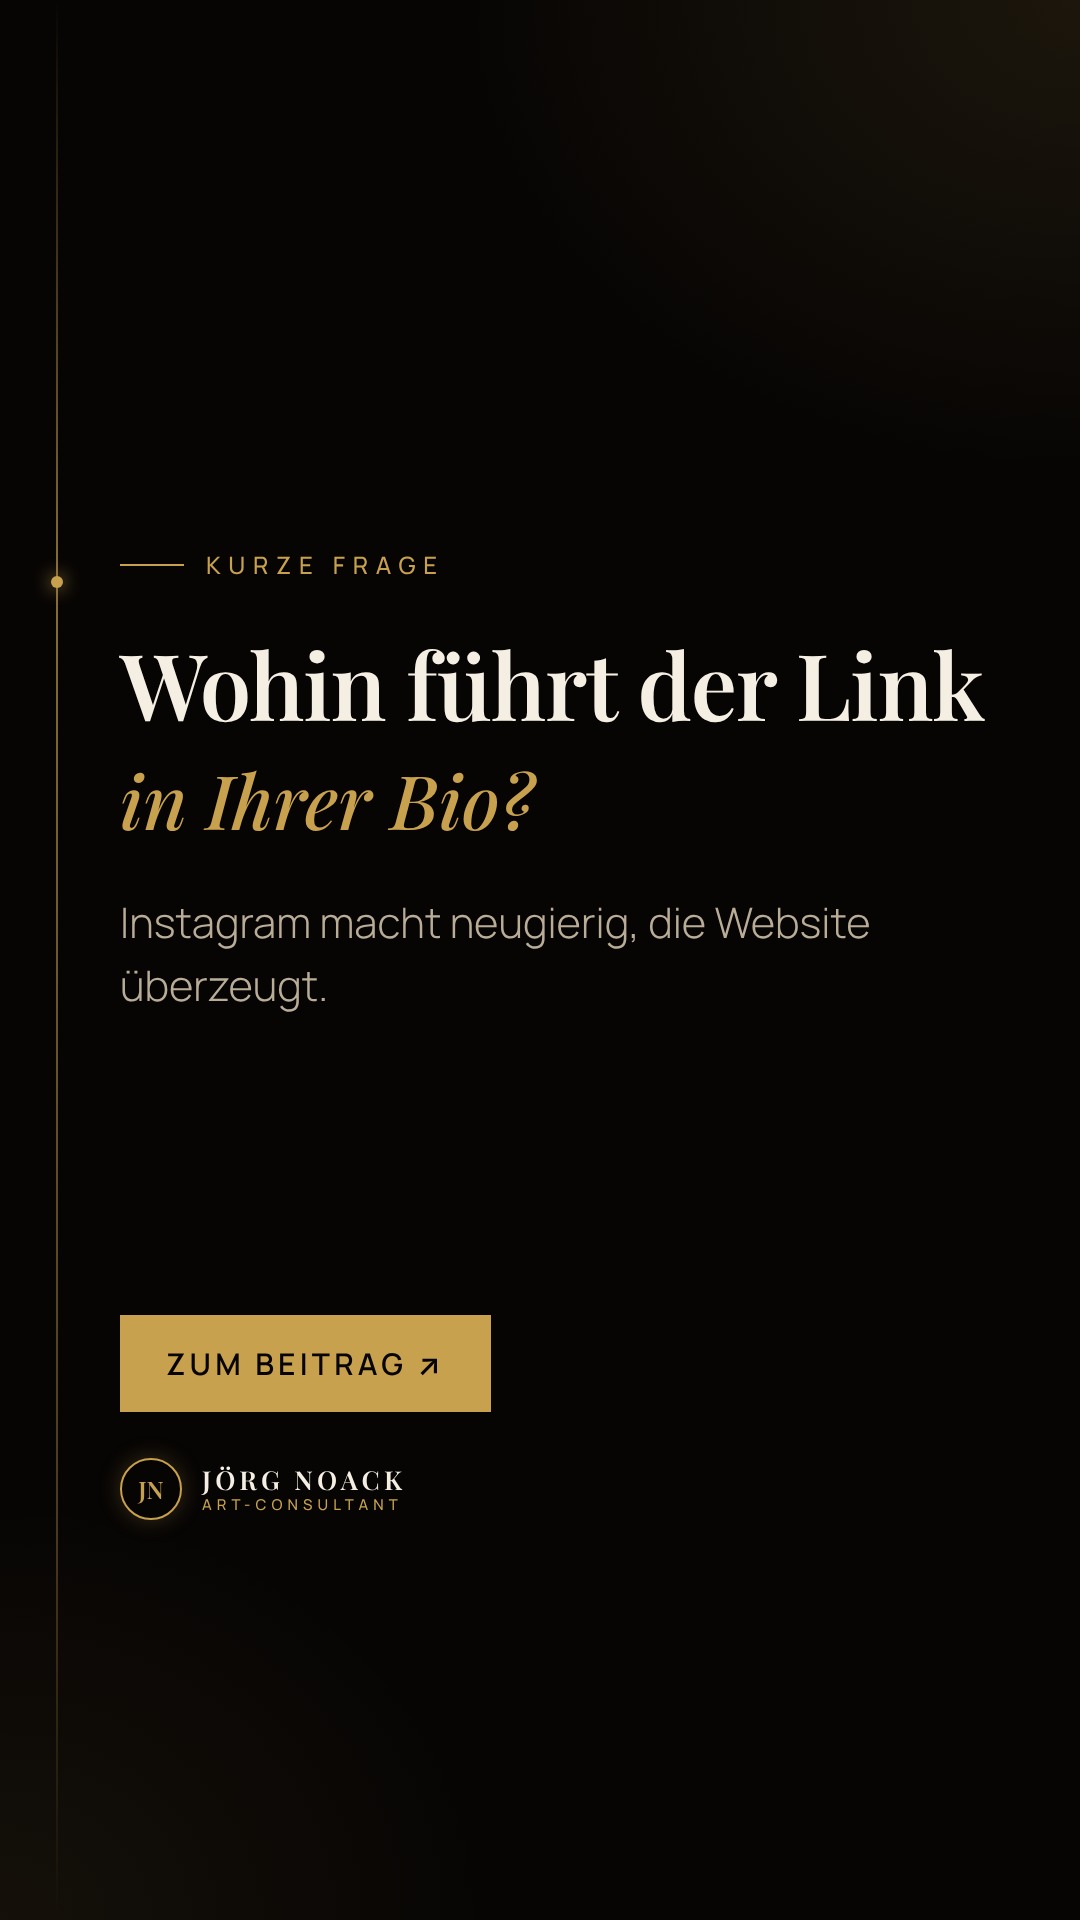 KURZE FRAGE
Wohin führt der Link
in Ihrer Bio?
Instagram macht neugierig, die Website
überzeugt.
ZUM BEITRAG ↗
JN
JÖRG NOACK
ART-CONSULTANT